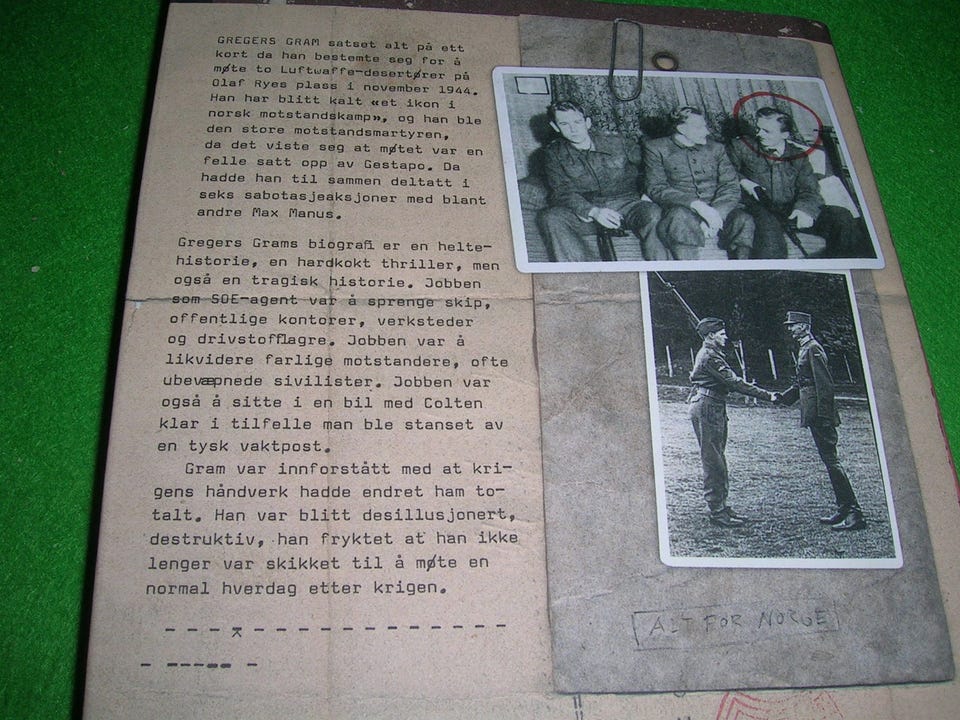 GREGERS GRAM satset alt på ett
kort da han bestemte seg for å
møte to Luftwaffe-desertører på
Olaf Ryes plass i november 1944.
Han har blitt kalt «et ikon i
norsk motstandskamp», og han ble
den store motstandsmartyren,
da det viste seg at møtet var en
felle satt opp av Gestapo. Da
hadde han til sammen deltatt i
seks sabotasjeaksjoner med blant
andre Max Manus.
Gregers Grams biografi er en helte-
historie, en hardkokt thriller, men
også en tragisk historie. Jobben
som SOE-agent var å sprenge skip,
offentlige kontorer, verksteder
og drivstofflagre. Jobben var å
likvidere farlige motstandere, ofte
ubevæpnede sivilister. Jobben var
også å sitte i en bil med Colten
klar i tilfelle man ble stanset av
en tysk vaktpost.
Gram var innforstått med at kri-
gens håndverk hadde endret ham to-
talt. Han var blitt desillusjonert,
destruktiv, han fryktet at han ikke
lenger var skikket til å møte en
normal hverdag etter krigen.
ALT FOR NORGE